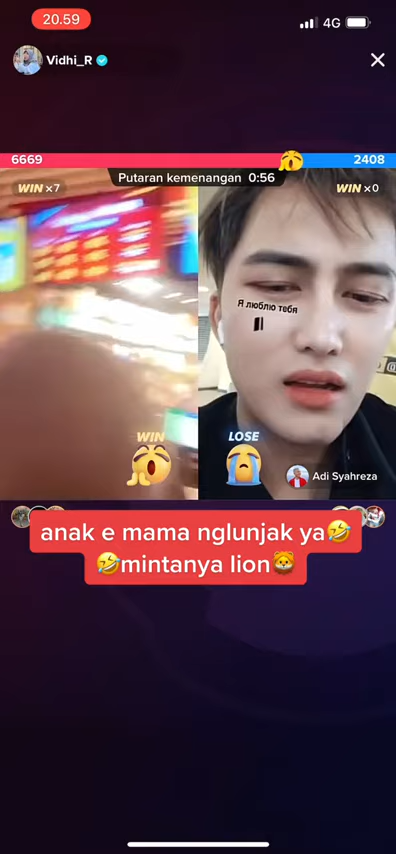 20.59
4G
Vidhi_R
6669
2408
Putaran kemenangan 0:56
WIN ×7
WIN ×0
Я люблю тебя
WIN
LOSE
Adi Syahreza
anak e mama nglunjak ya🤣
🤣mintanya lion🦁